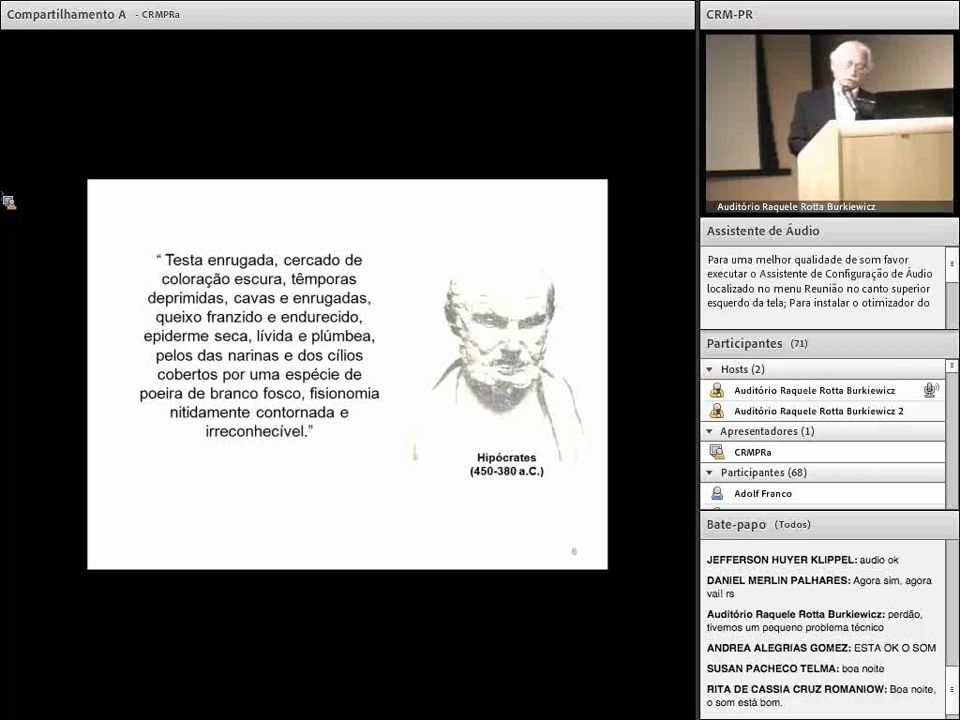 Compartilhamento A - CRMPRa
“ Testa enrugada, cercado de
coloração escura, têmporas
deprimidas, cavas e enrugadas,
queixo franzido e endurecido,
epiderme seca, lívida e plúmbea,
pelos das narinas e dos cílios
cobertos por uma espécie de
poeira de branco fosco, fisionomia
nitidamente contornada e
irreconhecível.”
Hipócrates
(450-380 a.C.)
6
CRM-PR
Auditório Raquele Rotta Burkiewicz
Assistente de Áudio
Para uma melhor qualidade de som favor
executar o Assistente de Configuração de Áudio
localizado no menu Reunião no canto superior
esquerdo da tela; Para instalar o otimizador do
Participantes (71)
Hosts (2)
Auditório Raquele Rotta Burkiewicz
Auditório Raquele Rotta Burkiewicz 2
Apresentadores (1)
CRMPRa
Participantes (68)
Adolf Franco
Bate-papo (Todos)
JEFFERSON HUYER KLIPPEL: audio ok
DANIEL MERLIN PALHARES: Agora sim, agora
vai! rs
Auditório Raquele Rotta Burkiewicz: perdão,
tivemos um pequeno problema técnico
ANDREA ALEGRIAS GOMEZ: ESTA OK O SOM
SUSAN PACHECO TELMA: boa noite
RITA DE CASSIA CRUZ ROMANIOW: Boa noite,
o som está bom.